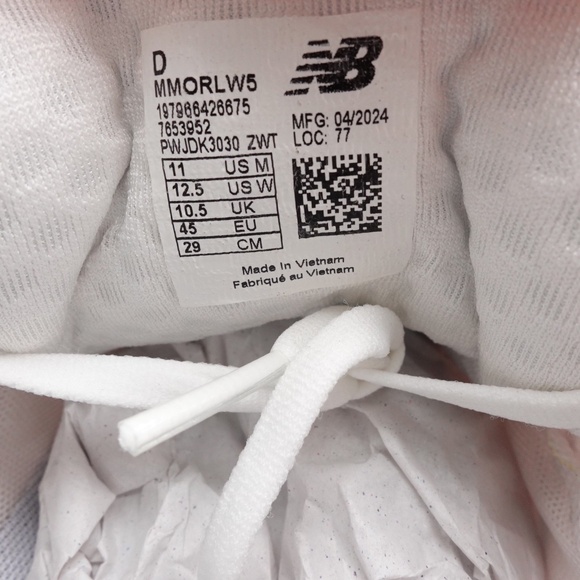 D
MMORLW5
197966426675
7653952
PWJDK3030 ZWT
11 US M
12.5 US W
10.5 UK
45 EU
29 CM
NB
MFG: 04/2024
LOC: 77
Made In Vietnam
Fabriqué au Vietnam